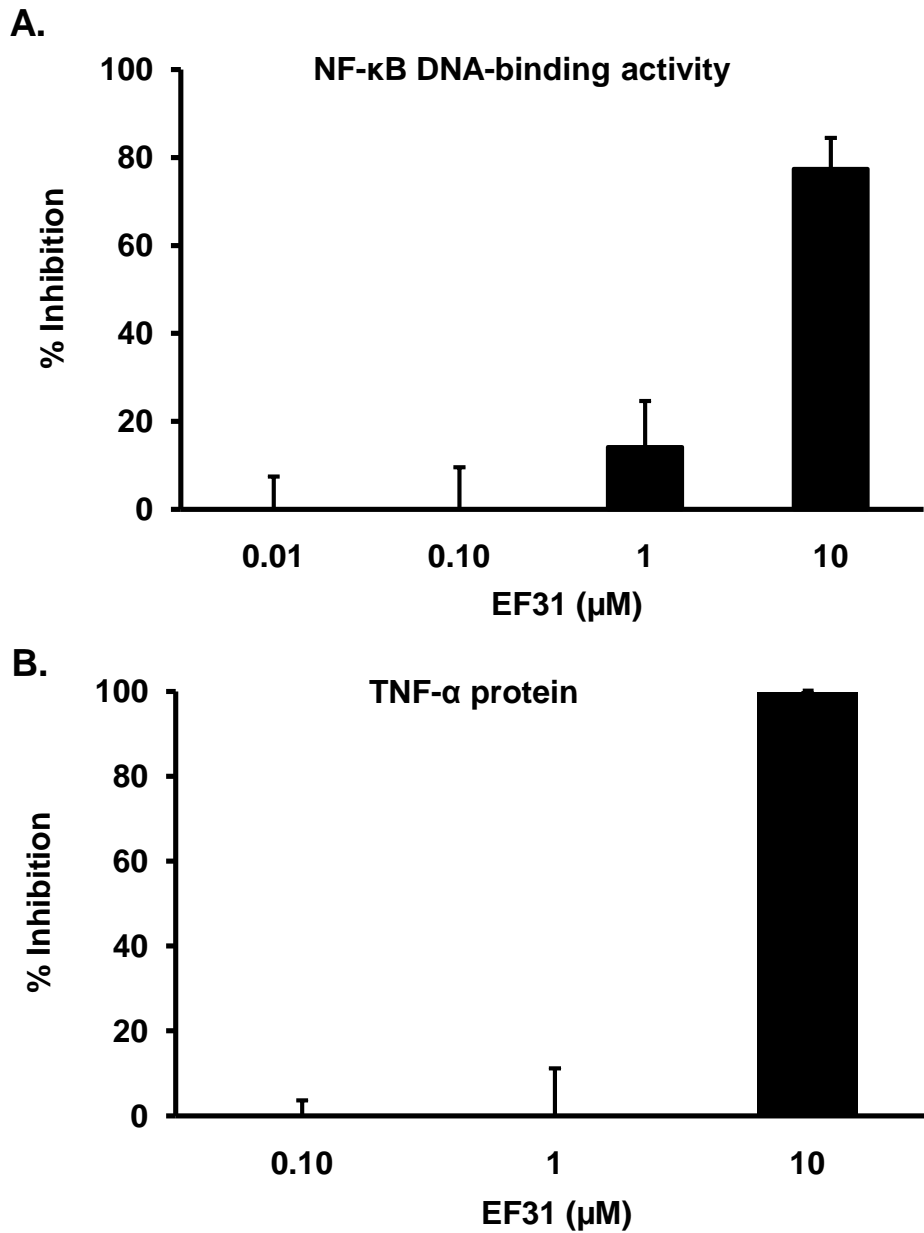 A.
NF-κB DNA-binding activity
100
80
60
40
20
0
% Inhibition
0.01 0.10 1 10
EF31 (μM)
B.
TNF-α protein
100
80
60
40
20
0
% Inhibition
0.10 1 10
EF31 (μM)